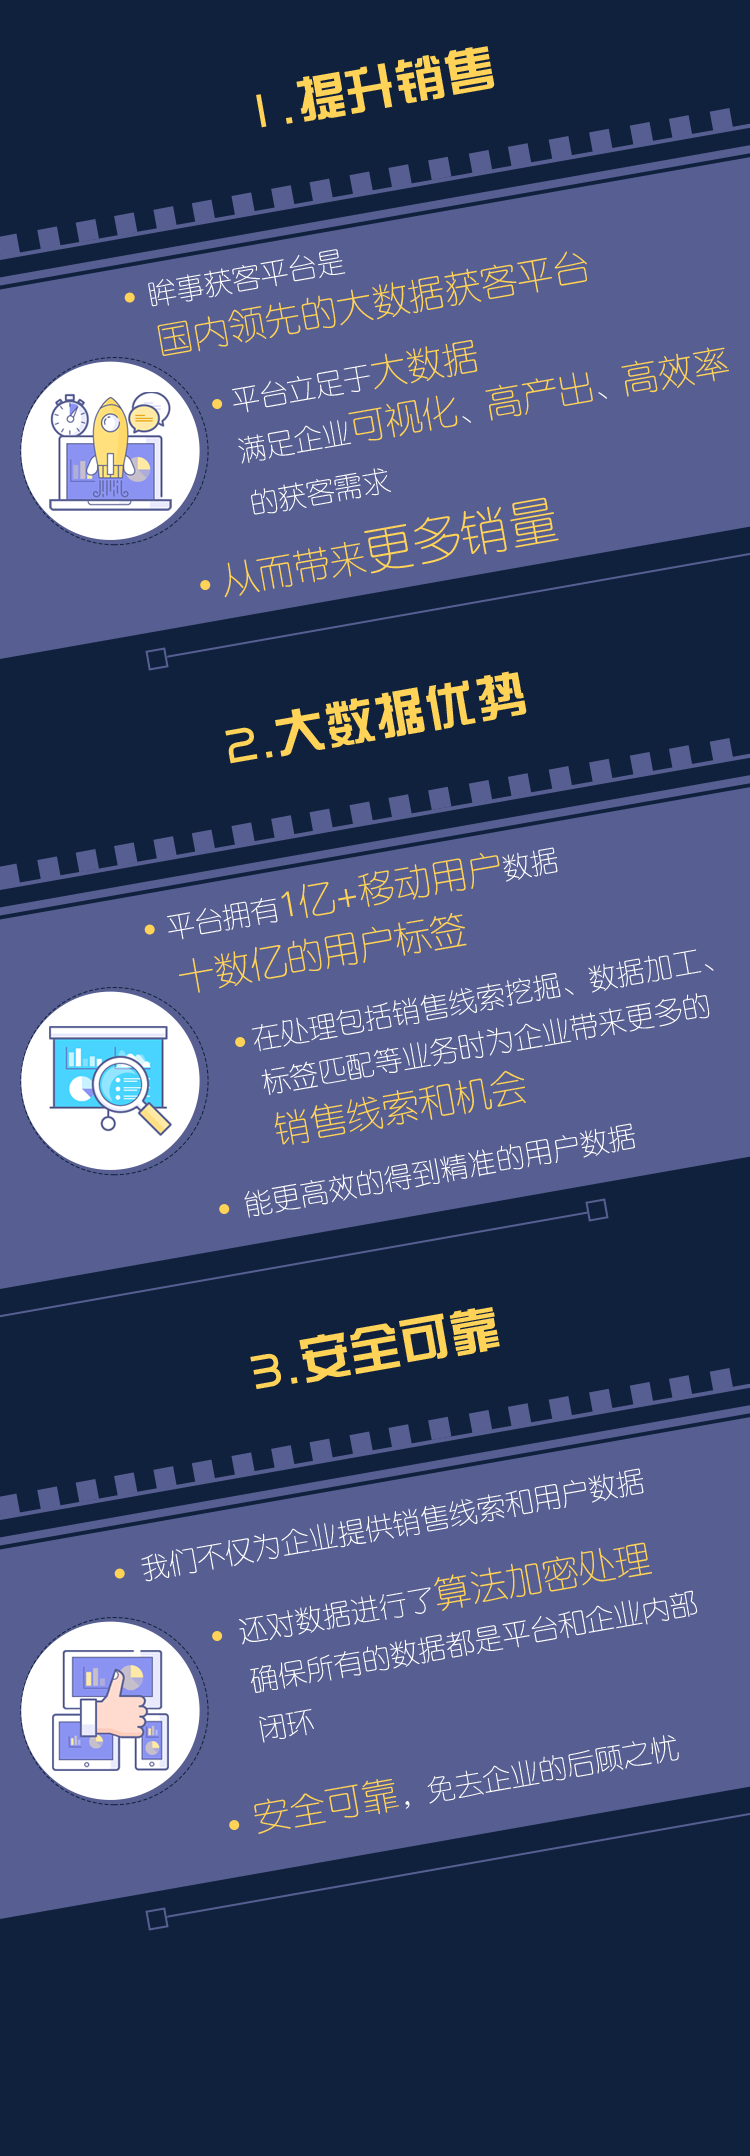 1.提升销售
眸事获客平台是
国内领先的大数据获客平台
平台立足于大数据
满足企业可视化、高产出、高效率
的获客需求
从而带来更多销量
2.大数据优势
平台拥有1亿+移动用户数据
十数亿的用户标签
在处理包括销售线索挖掘、数据加工、
标签匹配等业务时为企业带来更多的
销售线索和机会
能更高效的得到精准的用户数据
3.安全可靠
我们不仅为企业提供销售线索和用户数据
还对数据进行了算法加密处理
确保所有的数据都是平台和企业内部
闭环
安全可靠，免去企业的后顾之忧